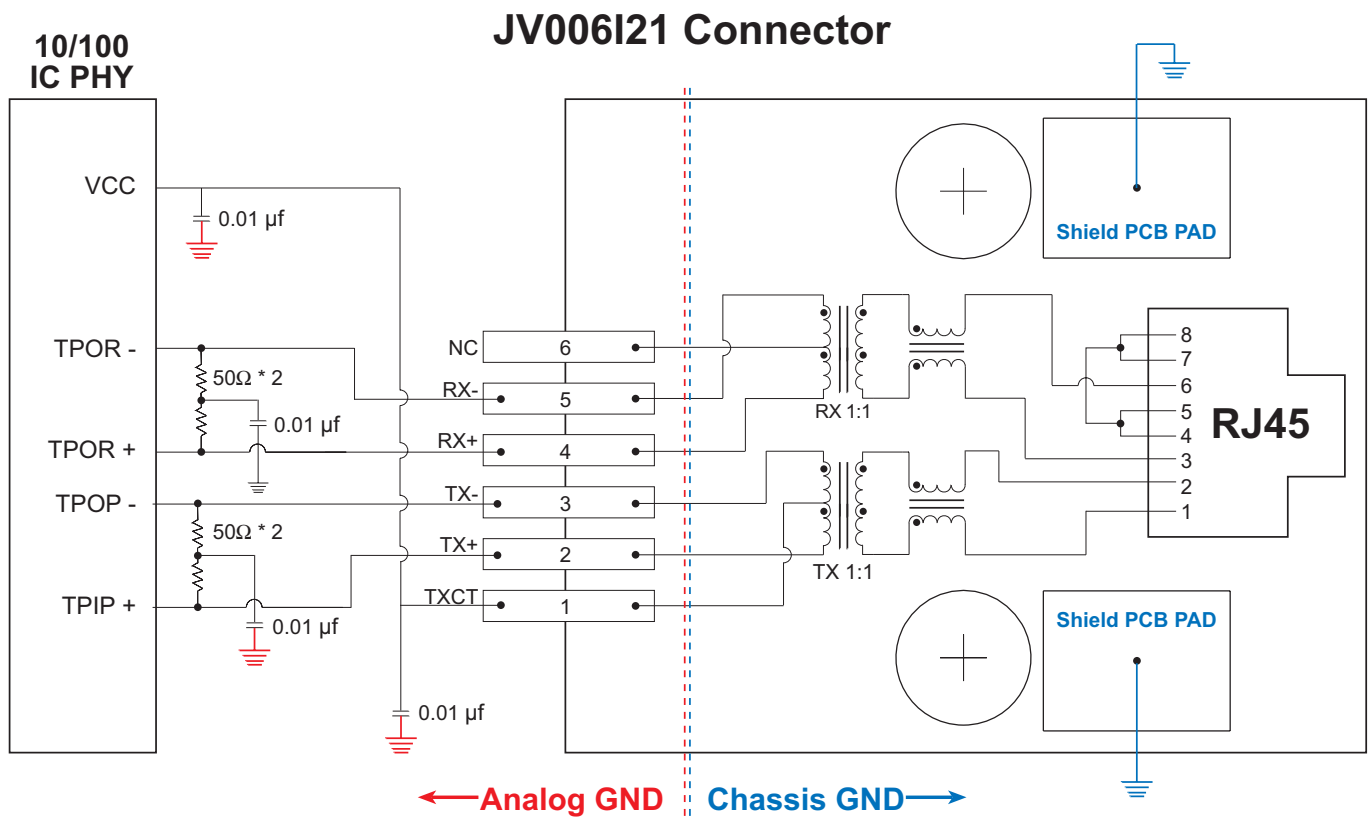 JV006I21 Connector
10/100
IC PHY
VCC
0.01 µf
Shield PCB PAD
TPOR -
50Ω * 2
0.01 µf
TPOR +
TPOP -
50Ω * 2
TPIP +
0.01 µf
0.01 µf
NC
6
RX-
5
RX+
4
TX-
3
TX+
2
TXCT
1
RX 1:1
TX 1:1
8
7
6
5
4
3
2
1
RJ45
Shield PCB PAD
Analog GND
Chassis GND